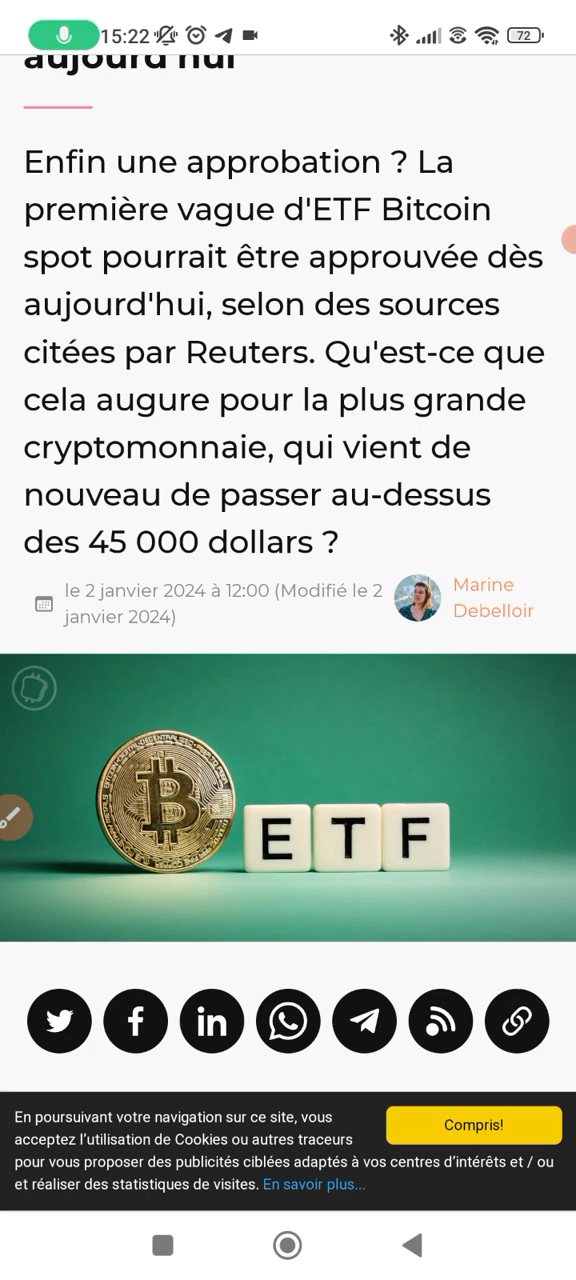 15:22
72
aujourd'hui
Enfin une approbation ? La
première vague d'ETF Bitcoin
spot pourrait être approuvée dès
aujourd'hui, selon des sources
citées par Reuters. Qu'est-ce que
cela augure pour la plus grande
cryptomonnaie, qui vient de
nouveau de passer au-dessus
des 45 000 dollars ?
le 2 janvier 2024 à 12:00 (Modifié le 2
janvier 2024)
Marine
Debelloir
E T F
En poursuivant votre navigation sur ce site, vous
acceptez l'utilisation de Cookies ou autres traceurs
pour vous proposer des publicités ciblées adaptés à vos centres d'intérêts et / ou
et réaliser des statistiques de visites. En savoir plus...
Compris!